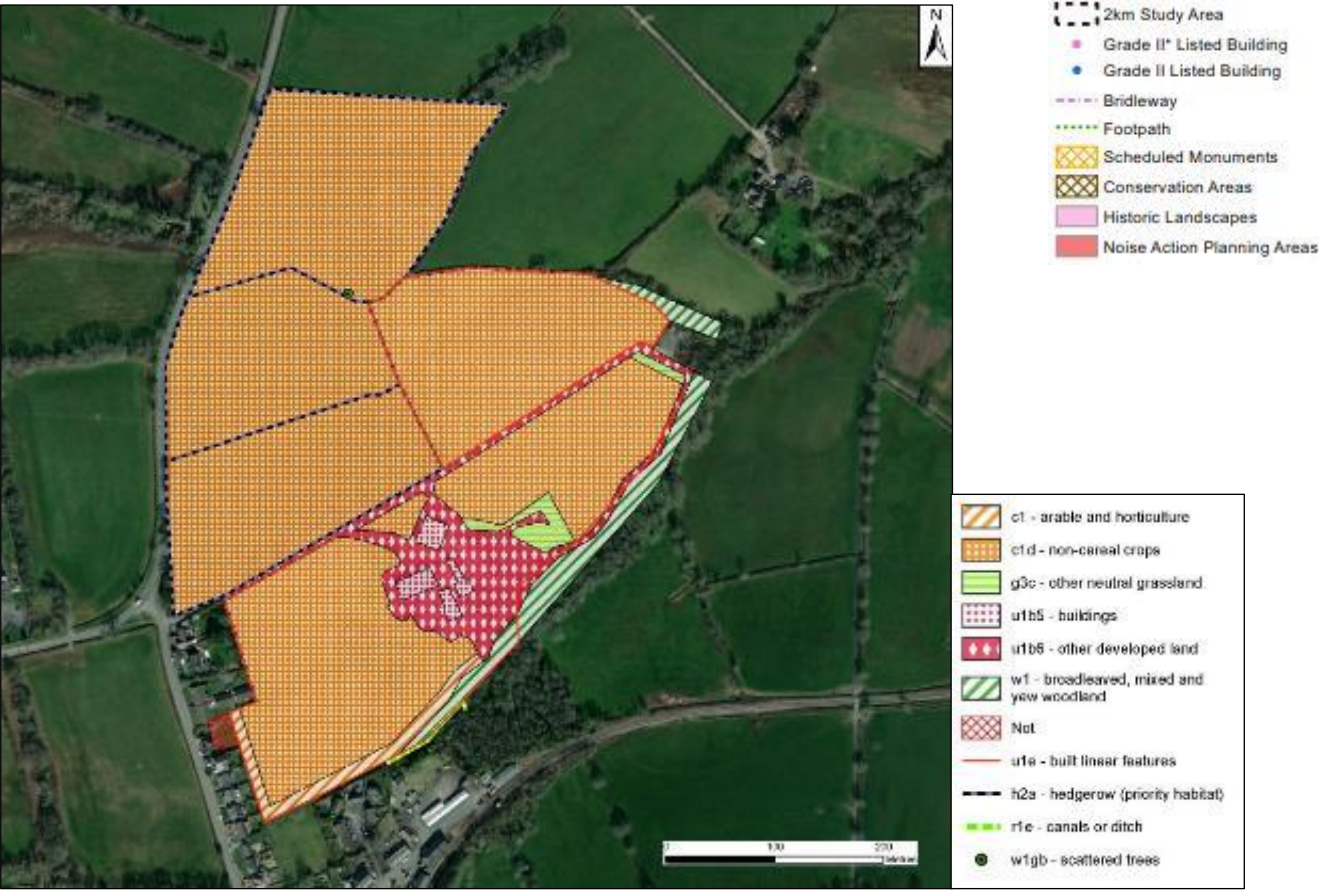 N
2km Study Area
Grade II* Listed Building
Grade II Listed Building
Bridleway
Footpath
Scheduled Monuments
Conservation Areas
Historic Landscapes
Noise Action Planning Areas
c1 - arable and horticulture
c1d - non-cereal crops
g3c - other neutral grassland
u1b5 - buildings
u1b6 - other developed land
w1 - broadleaved, mixed and
yew woodland
Not
u1e - built linear features
h2a - hedgerow (priority habitat)
r1e - canals or ditch
w1gb - scattered trees
0 100 200